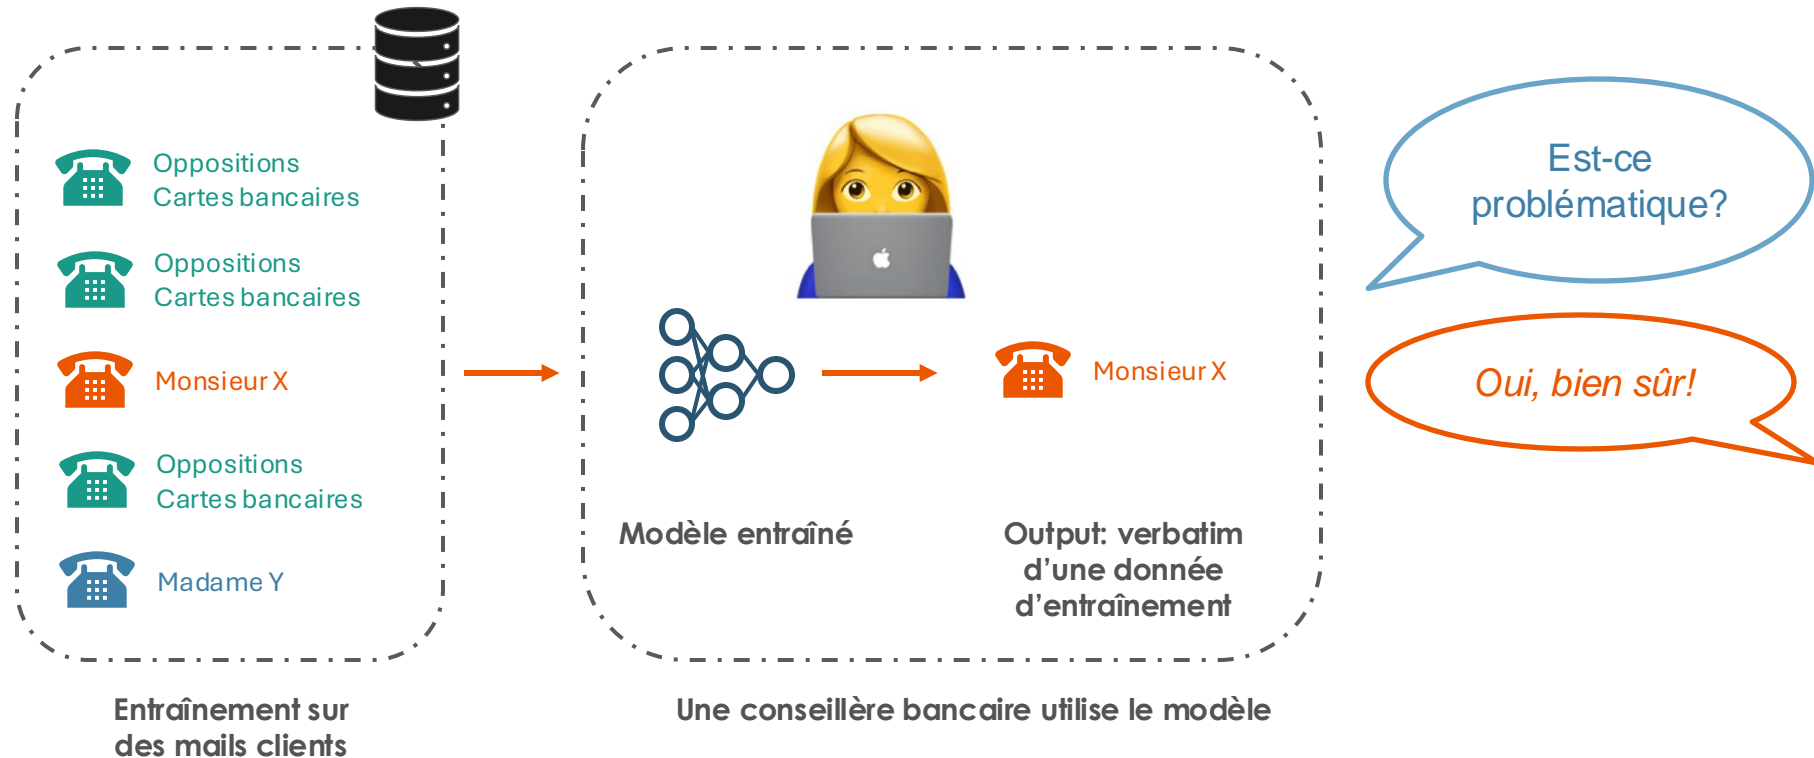 Oppositions
Cartes bancaires
Oppositions
Cartes bancaires
Monsieur X
Oppositions
Cartes bancaires
Madame Y
Entraînement sur
des mails clients
Monsieur X
Modèle entraîné
Output: verbatim
d’une donnée
d’entraînement
Une conseillère bancaire utilise le modèle
Est-ce
problématique?
Oui, bien sûr!